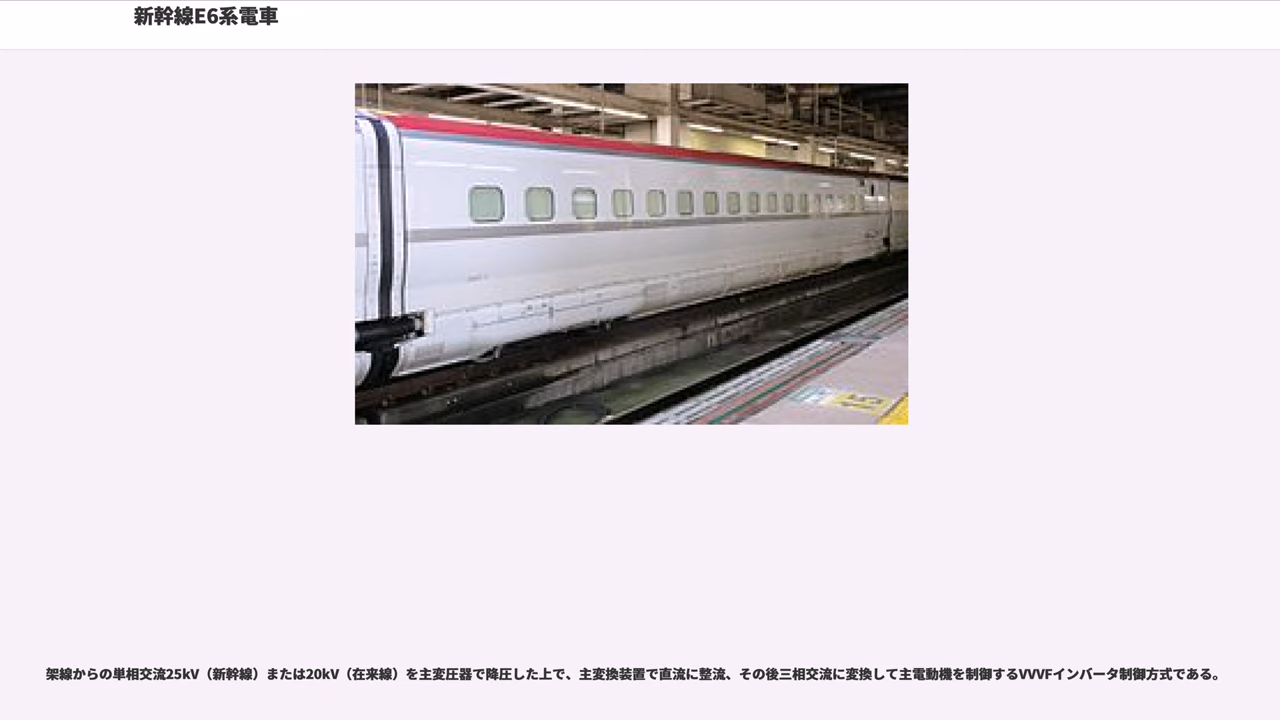 新幹線E6系電車
15
架線からの単相交流25kV（新幹線）または20kV（在来線）を主変圧器で降圧した上で、主変換装置で直流に整流、その後三相交流に変換して主電動機を制御するVVVFインバータ制御方式である。